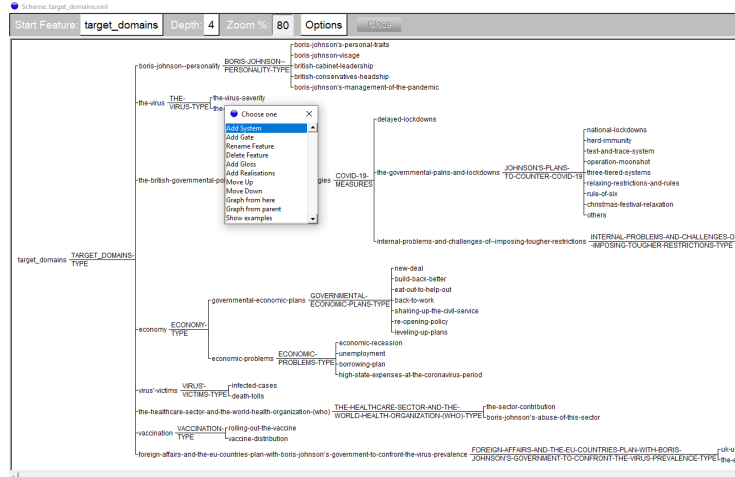 Scheme: target_domains.xml
Start Feature: target_domains Depth: 4 Zoom %: 80 Options Close
boris-johnson's-personal-traits
boris-johnson-visage
boris-johnson--personality BORIS-JOHNSON--
PERSONALITY-TYPE
british-cabinet-leadership
british-conservatives-headship
boris-johnson's-management-of-the-pandemic
the-virus THE-
VIRUS-TYPE
the-virus-severity
the-
Choose one
Add System
Add Gate
Rename Feature
Delete Feature
Add Gloss
Add Realisations
Move Up
Move Down
Graph from here
Graph from parent
Show examples
the-british-governmental-po
gies COVID-19-
MEASURES
delayed-lockdowns
the-governmental-palns-and-lockdowns JOHNSON'S-PLANS-
TO-COUNTER-COVID-19
national-lockdowns
herd-immunity
test-and-trace-system
operation-moonshot
three-tiered-systems
relaxing-restrictions-and-rules
rule-of-six
christmas-festival-relaxation
others
internal-problems-and-challenges-of--imposing-tougher-restrictions INTERNAL-PROBLEMS-AND-CHALLENGES-O
-IMPOSING-TOUGHER-RESTRICTIONS-TYPE
target_domains TARGET_DOMAINS-
TYPE
economy ECONOMY-
TYPE
governmental-economic-plans GOVERNMENTAL-
ECONOMIC-PLANS-TYPE
new-deal
build-back-better
eat-out-to-help-out
back-to-work
shaking-up-the-civil-service
re-opening-policy
leveling-up-plans
economic-problems ECONOMIC-
PROBLEMS-TYPE
economic-recession
unemployment
borrowing-plan
high-state-expenses-at-the-coronavirus-period
virus'-victims VIRUS'-
VICTIMS-TYPE
infected-cases
death-tolls
the-healthcare-sector-and-the-world-health-organization-(who) THE-HEALTHCARE-SECTOR-AND-THE-
WORLD-HEALTH-ORGANIZATION-(WHO)-TYPE
the-sector-contribution
boris-johnson's-abuse-of-this-sector
vaccination VACCINATION-
TYPE
rolling-out-the-vaccine
vaccine-distribution
foreign-affairs-and-the-eu-countries-plan-with-boris-johnson's-government-to-confront-the-virus-prevalence FOREIGN-AFFAIRS-AND-THE-EU-COUNTRIES-PLAN-WITH-BORIS-
JOHNSON'S-GOVERNMENT-TO-CONFRONT-THE-VIRUS-PREVALENCE-TYPE
uk-u
the-e